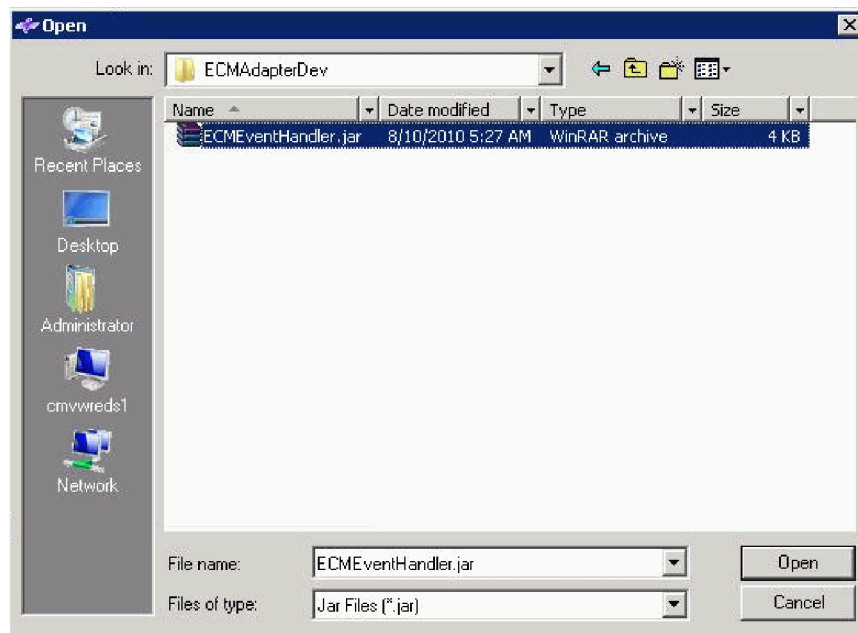 Open
Look in: ECMAdapterDev
Name Date modified Type Size
ECMEventHandler.jar 8/10/2010 5:27 AM WinRAR archive 4 KB
Recent Places
Desktop
Administrator
cmvwreds1
Network
File name: ECMEventHandler.jar Open
Files of type: Jar Files (*.jar) Cancel